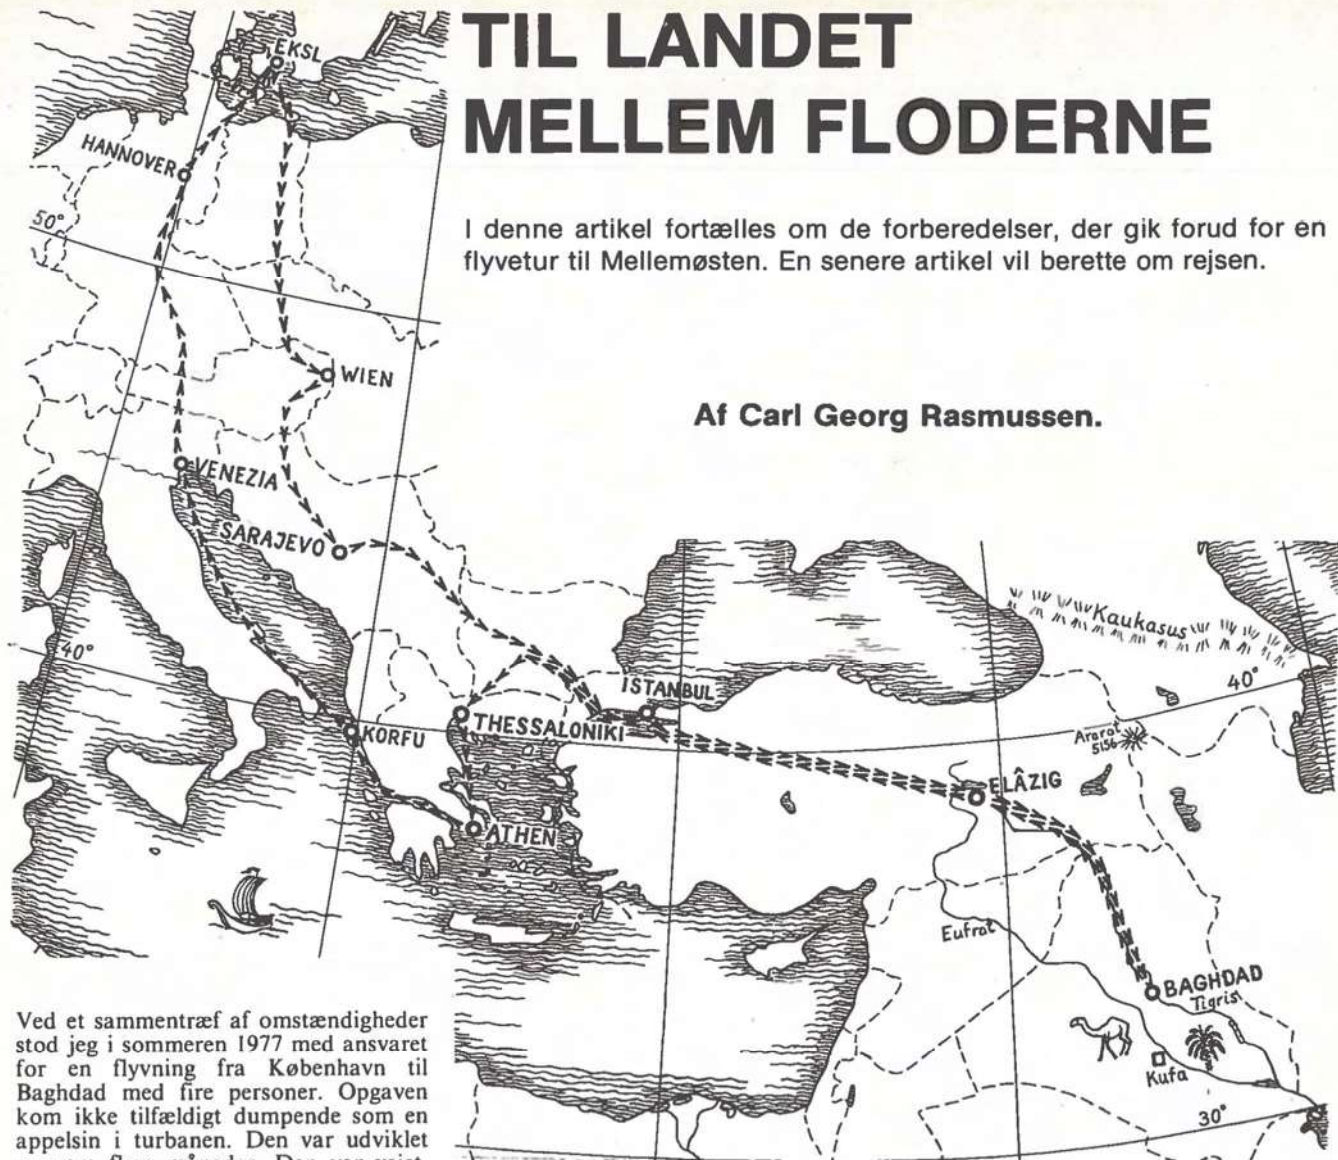 TIL LANDET
MELLEM FLODERNE
I denne artikel fortælles om de forberedelser, der gik forud for en
flyvetur til Mellemøsten. En senere artikel vil berette om rejsen.
Af Carl Georg Rasmussen.
EKSL
HANNOVER
50°
WIEN
VENEZIA
SARAJEVO
Kaukasus
40°
40°
ISTANBUL
KORFU
THESSALONIKI
Ararat
5156
ELÂZIG
ATHEN
Eufrat
BAGHDAD
Tigris
Kufa
30°
Ved et sammentræf af omstændigheder
stod jeg i sommeren 1977 med ansvaret
for en flyvning fra København til
Baghdad med fire personer. Opgaven
kom ikke tilfældigt dumpende som en
appelsin i turbanen. Den var udviklet